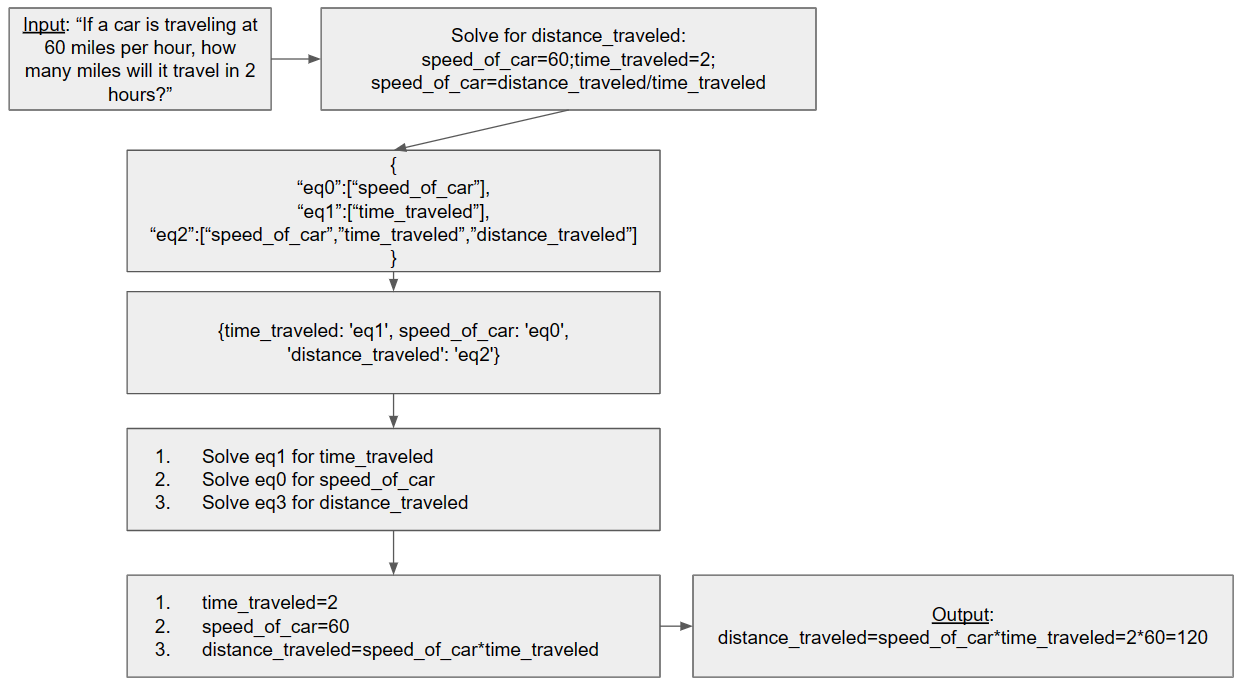 Input: “If a car is traveling at
60 miles per hour, how
many miles will it travel in 2
hours?”
Solve for distance_traveled:
speed_of_car=60;time_traveled=2;
speed_of_car=distance_traveled/time_traveled
{
“eq0”:[“speed_of_car”],
“eq1”:[“time_traveled”],
“eq2”:[“speed_of_car”,”time_traveled”,”distance_traveled”]
}
{time_traveled: 'eq1', speed_of_car: 'eq0',
'distance_traveled': 'eq2'}
1. Solve eq1 for time_traveled
2. Solve eq0 for speed_of_car
3. Solve eq3 for distance_traveled
1. time_traveled=2
2. speed_of_car=60
3. distance_traveled=speed_of_car*time_traveled
Output:
distance_traveled=speed_of_car*time_traveled=2*60=120